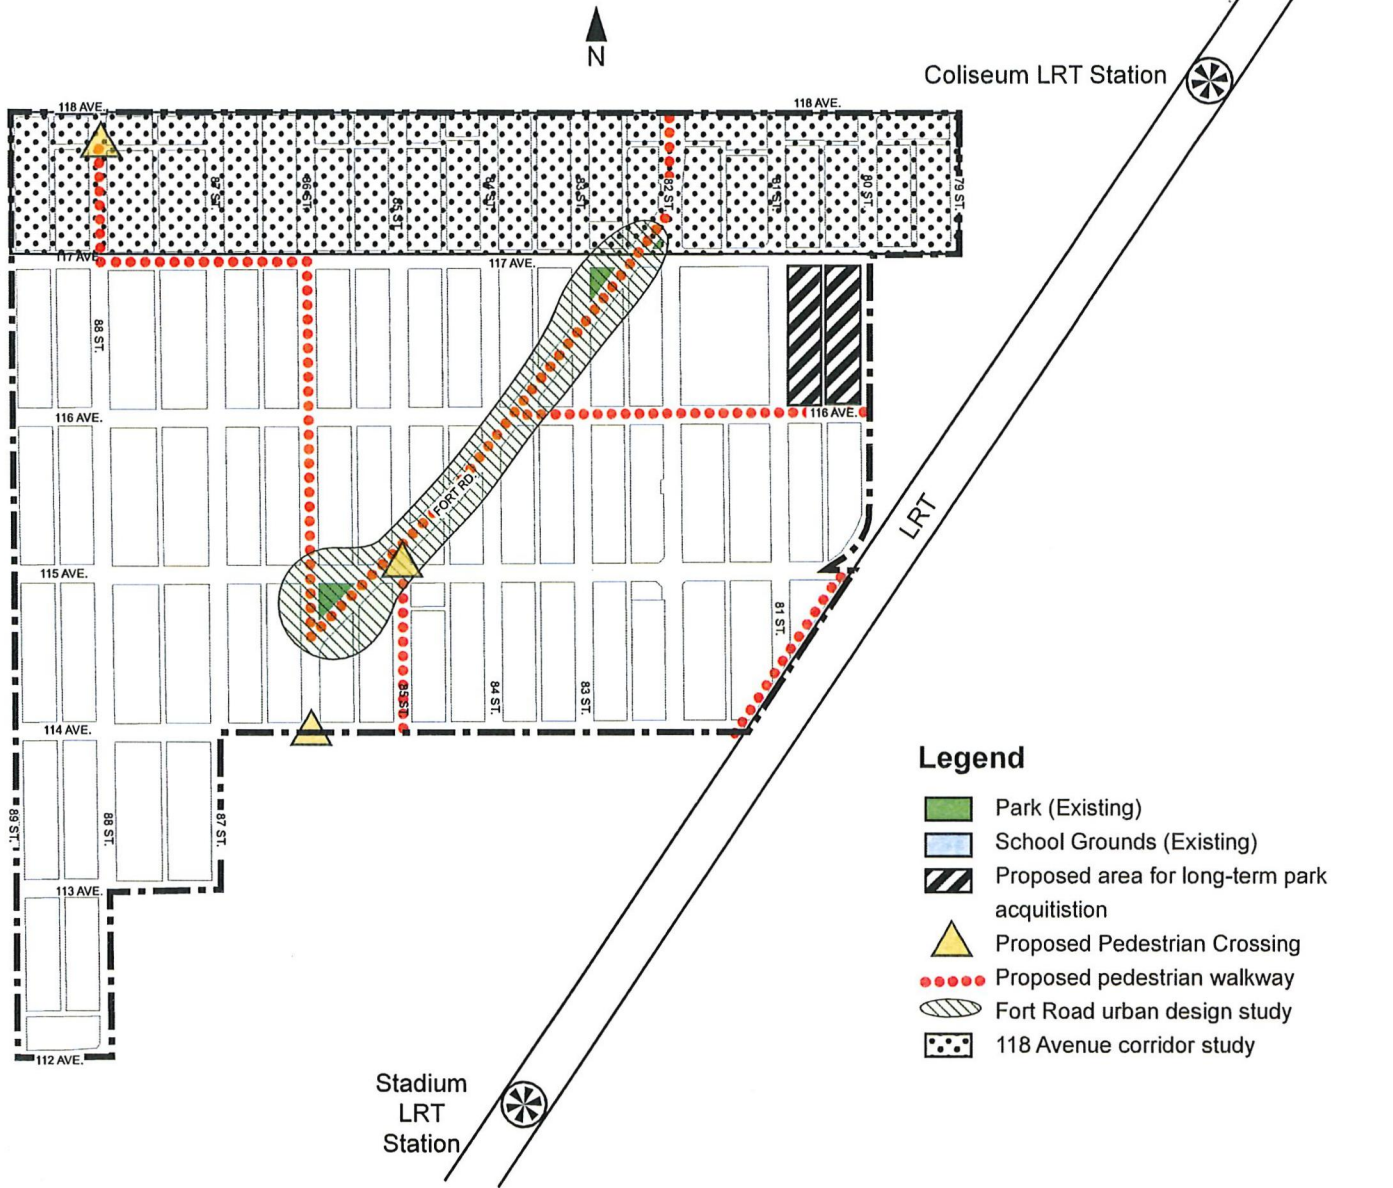 N
Coliseum LRT Station
118 AVE.
118 AVE.
87 ST.
86 ST.
85 ST.
84 ST.
83 ST.
82 ST.
81 ST.
80 ST.
79 ST.
117 AVE.
117 AVE.
88 ST.
116 AVE.
116 AVE.
FORT RD.
LRT
115 AVE.
81 ST.
85 ST.
84 ST.
83 ST.
114 AVE.
89 ST.
88 ST.
87 ST.
113 AVE.
112 AVE.
Stadium
LRT
Station
Legend
Park (Existing)
School Grounds (Existing)
Proposed area for long-term park
acquitistion
Proposed Pedestrian Crossing
Proposed pedestrian walkway
Fort Road urban design study
118 Avenue corridor study